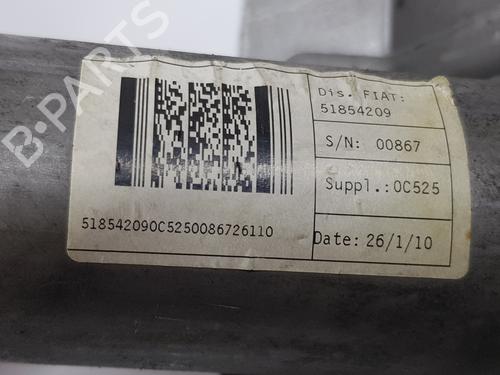 B-PARTS
Dis. FIAT:
51854209
S/N: 00867
Suppl.:0C525
Date: 26/1/10
518542090C5250086726110